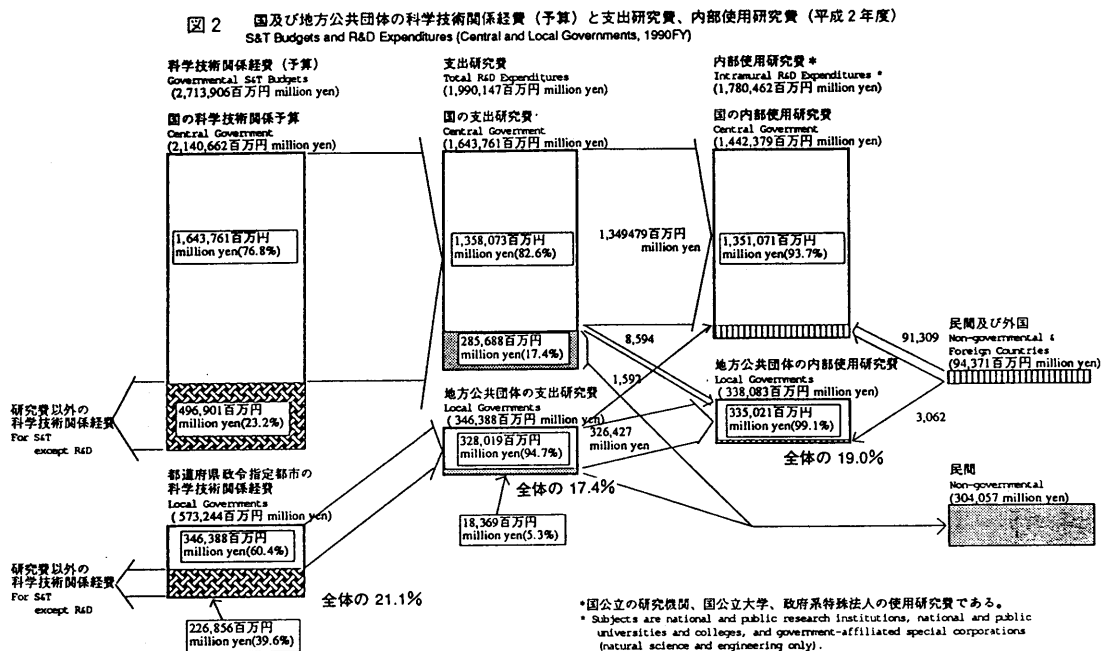 図2 国及び地方公共団体の科学技術関係経費（予算）と支出研究費、内部使用研究費（平成2年度）
S&T Budgets and R&D Expenditures (Central and Local Governments, 1990FY)
科学技術関係経費（予算）
Governmental S&T Budgets
(2,713,906百万円 million yen)
国の科学技術関係予算
Central Government
(2,140,662百万円 million yen)
1,643,761百万円
million yen(76.8%)
496,901百万円
million yen(23.2%)
研究費以外の
科学技術関係経費
For S&T
except R&D
都道府県政令指定都市の
科学技術関係経費
Local Governments
(573,244百万円 million yen)
346,388百万円
million yen(60.4%)
研究費以外の
科学技術関係経費
For S&T
except R&D
全体の 21.1%
226,856百万円
million yen(39.6%)
支出研究費
Total R&D Expenditures
(1,990,147百万円 million yen)
国の支出研究費
Central Government
(1,643,761百万円 million yen)
1,358,073百万円
million yen(82.6%)
285,688百万円
million yen(17.4%)
地方公共団体の支出研究費
Local Governments
(346,388百万円 million yen)
328,019百万円
million yen(94.7%)
全体の 17.4%
18,369百万円
million yen(5.3%)
1,349479百万円
million yen
8,594
1,592
326,427
million yen
内部使用研究費*
Intramural R&D Expenditures *
(1,780,462百万円 million yen)
国の内部使用研究費
Central Government
(1,442,379百万円 million yen)
1,351,071百万円
million yen(93.7%)
地方公共団体の内部使用研究費
Local Governments
(338,083百万円 million yen)
335,021百万円
million yen(99.1%)
全体の 19.0%
91,309
3,062
民間及び外国
Non-governmental &
Foreign Countries
(94,371百万円 million yen)
民間
Non-governmental
(304,057 million yen)
*国公立の研究機関、国公立大学、政府系特殊法人の使用研究費である。
* Subjects are national and public research institutions, national and public
universities and colleges, and government-affiliated special corporations
(natural science and engineering only).